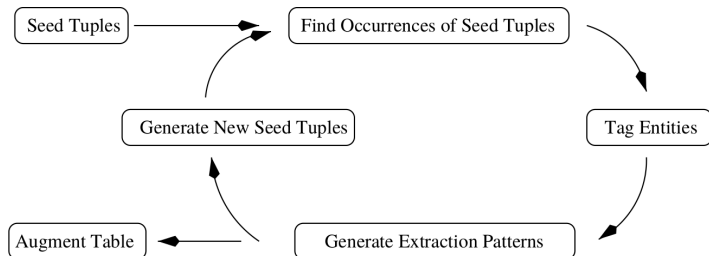 Seed Tuples
Find Occurrences of Seed Tuples
Generate New Seed Tuples
Tag Entities
Augment Table
Generate Extraction Patterns